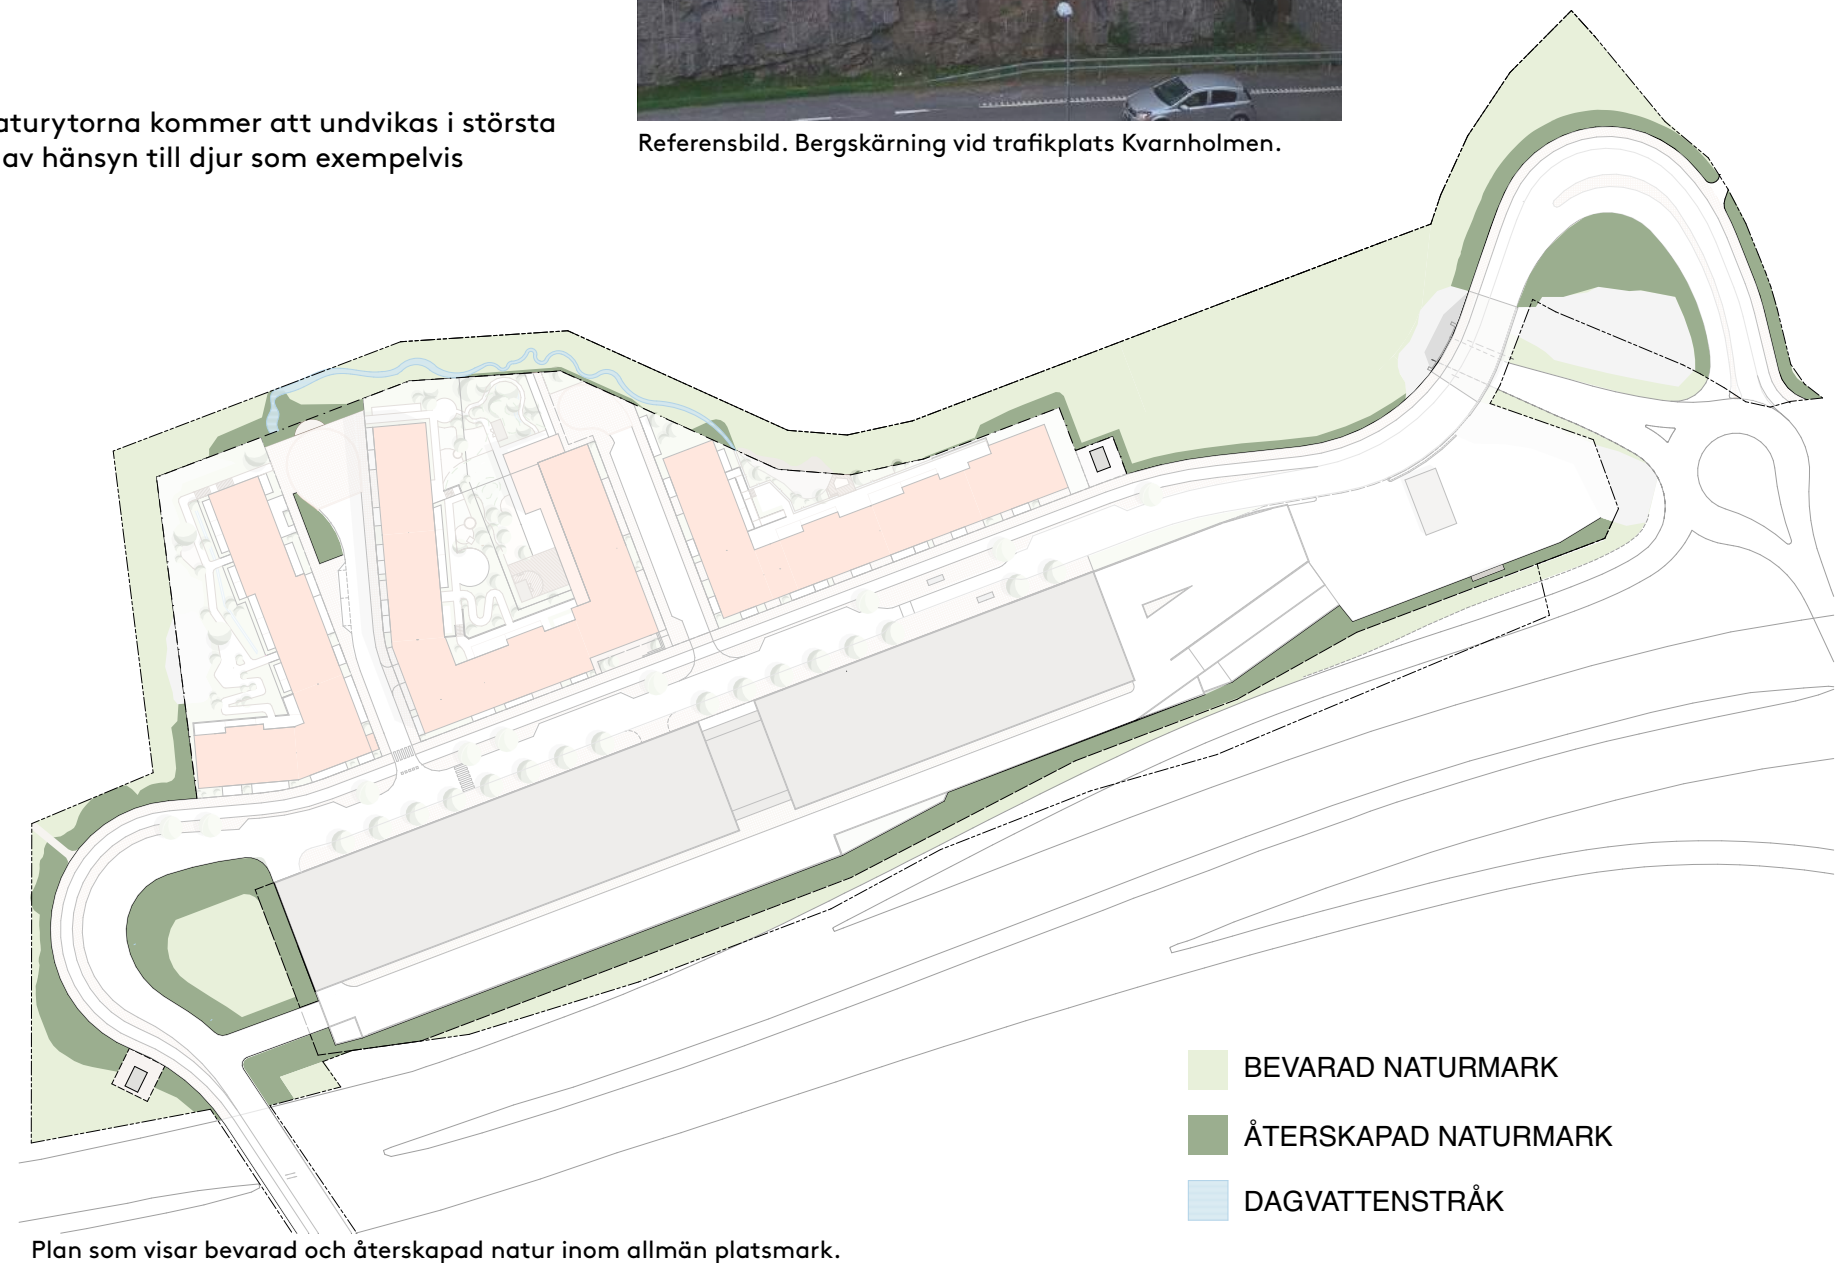 aturytorna kommer att undvikas i största
av hänsyn till djur som exempelvis
Referensbild. Bergskärning vid trafikplats Kvarnholmen.
BEVARAD NATURMARK
ÅTERSKAPAD NATURMARK
DAGVATTENSTRÅK
Plan som visar bevarad och återskapad natur inom allmän platsmark.